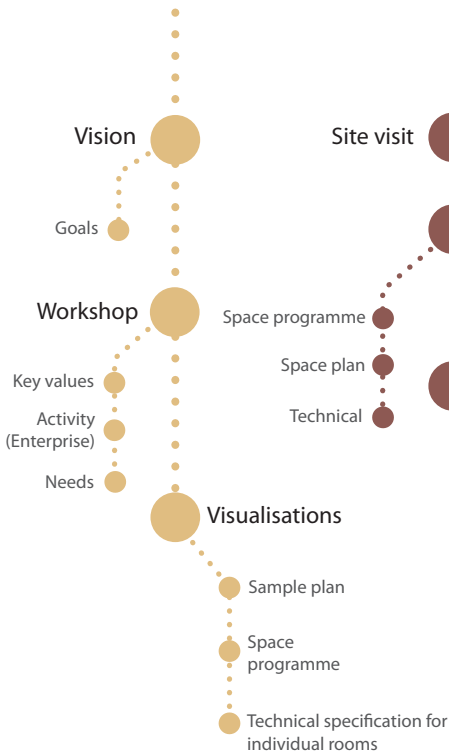 Vision
Goals
Workshop
Key values
Activity
(Enterprise)
Needs
Visualisations
Sample plan
Space
programme
Technical specification for
individual rooms
Site visit
Space programme
Space plan
Technical